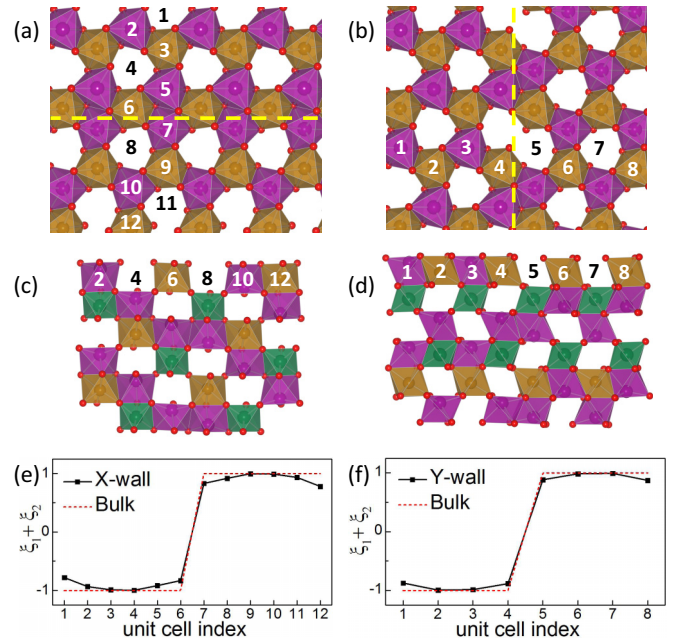 (a)
1
2
3
4
5
6
7
8
9
10
11
12
(b)
1
2
3
4
5
6
7
8
(c)
2 4 6 8 10 12
(d)
1 2 3 4 5 6 7 8
(e)
1
0
-1
ξ₁ + ξ₂
X-wall
Bulk
1 2 3 4 5 6 7 8 9 10 11 12
unit cell index
(f)
1
0
-1
ξ₁ + ξ₂
Y-wall
Bulk
1 2 3 4 5 6 7 8
unit cell index